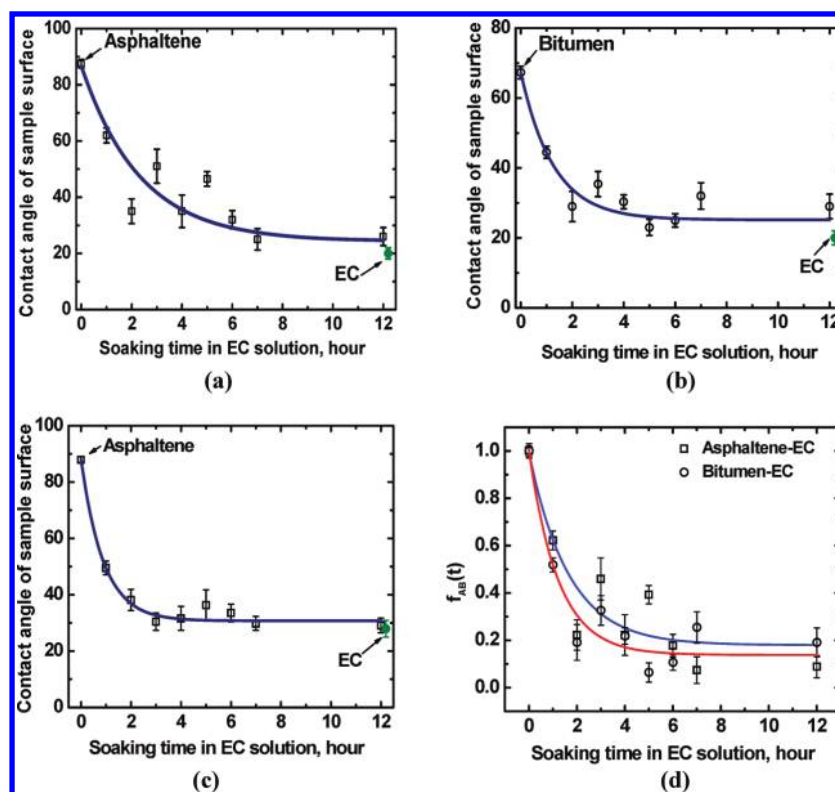 100
80
60
40
20
0
Contact angle of sample surface
Asphaltene
EC
0 2 4 6 8 10 12
Soaking time in EC solution, hour
(a)
80
60
40
20
0
Contact angle of sample surface
Bitumen
EC
0 2 4 6 8 10 12
Soaking time in EC solution, hour
(b)
100
80
60
40
20
0
Contact angle of sample surface
Asphaltene
EC
0 2 4 6 8 10 12
Soaking time in EC solution, hour
(c)
1.0
0.8
0.6
0.4
0.2
0.0
f_AB(t)
Asphaltene-EC
Bitumen-EC
0 2 4 6 8 10 12
Soaking time in EC solution, hour
(d)